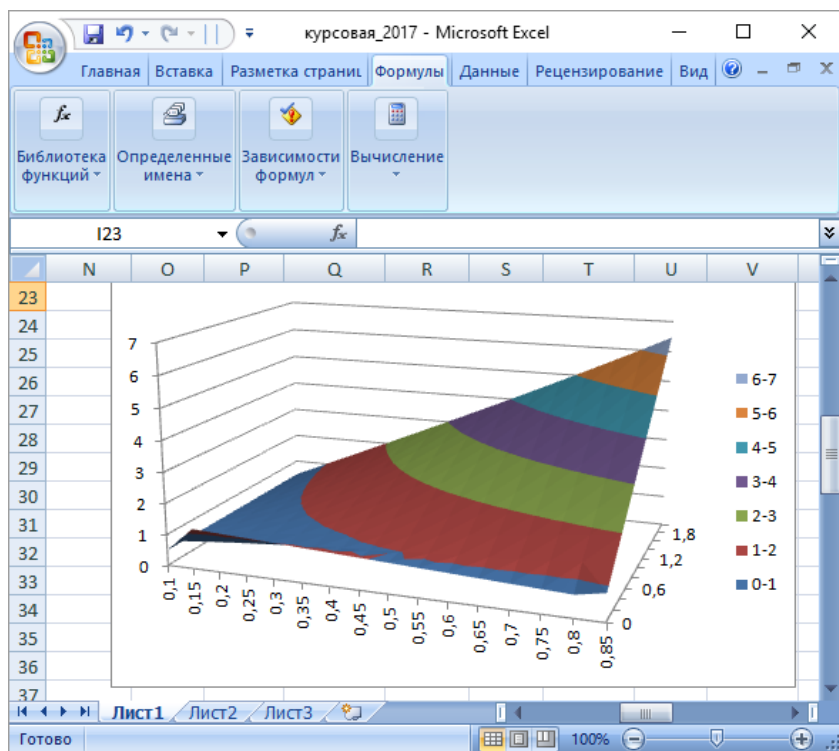 курсовая_2017 - Microsoft Excel
Главная Вставка Разметка страниц Формулы Данные Рецензирование Вид
fx
Библиотека функций
Определенные имена
Зависимости формул
Вычисление
I23 fx
N O P Q R S T U V
23
24
25
26
27
28
29
30
31
32
33
34
35
36
37
7
6
5
4
3
2
1
0
0,1 0,15 0,2 0,25 0,3 0,35 0,4 0,45 0,5 0,55 0,6 0,65 0,7 0,75 0,8 0,85
1,8
1,2
0,6
0
6-7
5-6
4-5
3-4
2-3
1-2
0-1
Лист1 Лист2 Лист3
Готово 100%